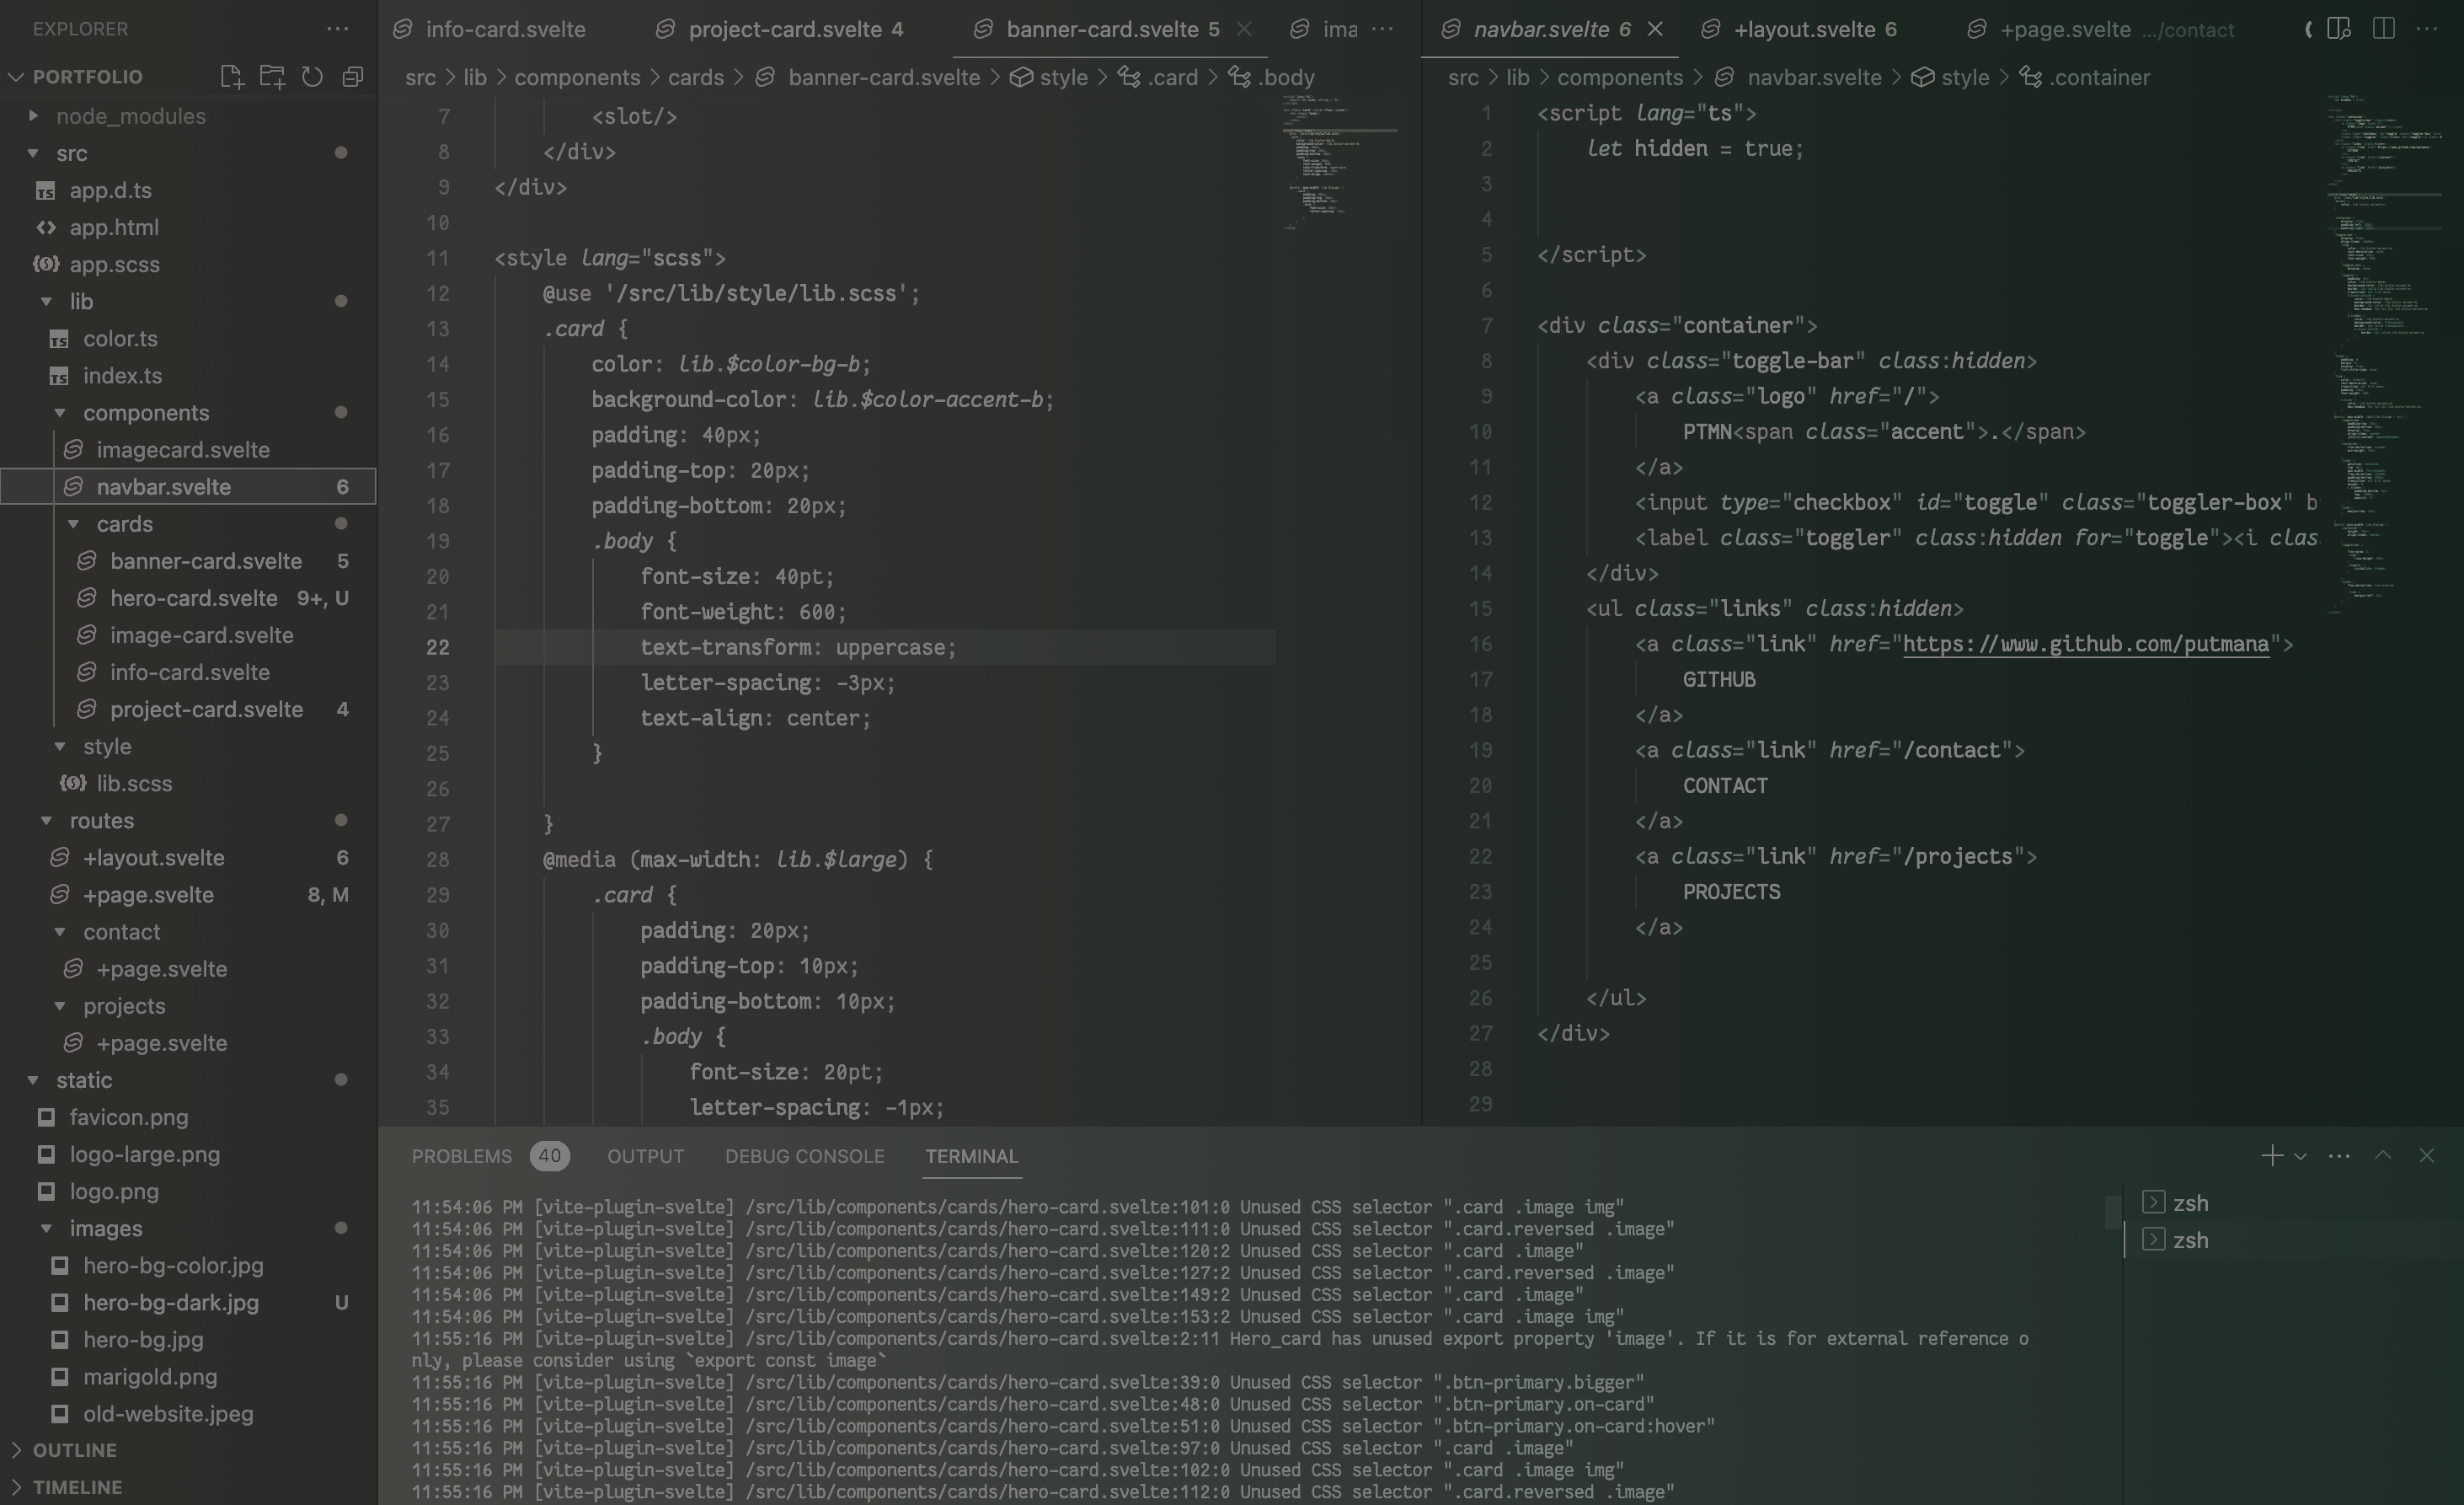 EXPLORER
PORTFOLIO
node_modules
src
app.d.ts
app.html
app.scss
lib
color.ts
index.ts
components
imagecard.svelte
navbar.svelte 6
cards
banner-card.svelte 5
hero-card.svelte 9+, U
image-card.svelte
info-card.svelte
project-card.svelte 4
style
lib.scss
routes
+layout.svelte 6
+page.svelte 8, M
contact
+page.svelte
projects
+page.svelte
static
favicon.png
logo-large.png
logo.png
images
hero-bg-color.jpg
hero-bg-dark.jpg U
hero-bg.jpg
marigold.png
old-website.jpeg
OUTLINE
TIMELINE
info-card.svelte project-card.svelte 4 banner-card.svelte 5 ima
src > lib > components > cards > banner-card.svelte > style > .card > .body
7 <slot/>
8 </div>
9 </div>
10
11 <style lang="scss">
12 @use '/src/lib/style/lib.scss';
13 .card {
14 color: lib.$color-bg-b;
15 background-color: lib.$color-accent-b;
16 padding: 40px;
17 padding-top: 20px;
18 padding-bottom: 20px;
19 .body {
20 font-size: 40pt;
21 font-weight: 600;
22 text-transform: uppercase;
23 letter-spacing: -3px;
24 text-align: center;
25 }
26
27 }
28 @media (max-width: lib.$large) {
29 .card {
30 padding: 20px;
31 padding-top: 10px;
32 padding-bottom: 10px;
33 .body {
34 font-size: 20pt;
35 letter-spacing: -1px;
navbar.svelte 6 +layout.svelte 6 +page.svelte .../contact
src > lib > components > navbar.svelte > style > .container
1 <script lang="ts">
2 let hidden = true;
3
4
5 </script>
6
7 <div class="container">
8 <div class="toggle-bar" class:hidden>
9 <a class="logo" href="/">
10 PTMN<span class="accent">.</span>
11 </a>
12 <input type="checkbox" id="toggle" class="toggler-box" b
13 <label class="toggler" class:hidden for="toggle"><i clas
14 </div>
15 <ul class="links" class:hidden>
16 <a class="link" href="https://www.github.com/putmana">
17 GITHUB
18 </a>
19 <a class="link" href="/contact">
20 CONTACT
21 </a>
22 <a class="link" href="/projects">
23 PROJECTS
24 </a>
25
26 </ul>
27 </div>
28
29
PROBLEMS 40 OUTPUT DEBUG CONSOLE TERMINAL
11:54:06 PM [vite-plugin-svelte] /src/lib/components/cards/hero-card.svelte:101:0 Unused CSS selector ".card .image img"
11:54:06 PM [vite-plugin-svelte] /src/lib/components/cards/hero-card.svelte:111:0 Unused CSS selector ".card.reversed .image"
11:54:06 PM [vite-plugin-svelte] /src/lib/components/cards/hero-card.svelte:120:2 Unused CSS selector ".card .image"
11:54:06 PM [vite-plugin-svelte] /src/lib/components/cards/hero-card.svelte:127:2 Unused CSS selector ".card.reversed .image"
11:54:06 PM [vite-plugin-svelte] /src/lib/components/cards/hero-card.svelte:149:2 Unused CSS selector ".card .image"
11:54:06 PM [vite-plugin-svelte] /src/lib/components/cards/hero-card.svelte:153:2 Unused CSS selector ".card .image img"
11:55:16 PM [vite-plugin-svelte] /src/lib/components/cards/hero-card.svelte:2:11 Hero_card has unused export property 'image'. If it is for external reference o
nly, please consider using `export const image`
11:55:16 PM [vite-plugin-svelte] /src/lib/components/cards/hero-card.svelte:39:0 Unused CSS selector ".btn-primary.bigger"
11:55:16 PM [vite-plugin-svelte] /src/lib/components/cards/hero-card.svelte:48:0 Unused CSS selector ".btn-primary.on-card"
11:55:16 PM [vite-plugin-svelte] /src/lib/components/cards/hero-card.svelte:51:0 Unused CSS selector ".btn-primary.on-card:hover"
11:55:16 PM [vite-plugin-svelte] /src/lib/components/cards/hero-card.svelte:97:0 Unused CSS selector ".card .image"
11:55:16 PM [vite-plugin-svelte] /src/lib/components/cards/hero-card.svelte:102:0 Unused CSS selector ".card .image img"
11:55:16 PM [vite-plugin-svelte] /src/lib/components/cards/hero-card.svelte:112:0 Unused CSS selector ".card.reversed .image"
zsh
zsh